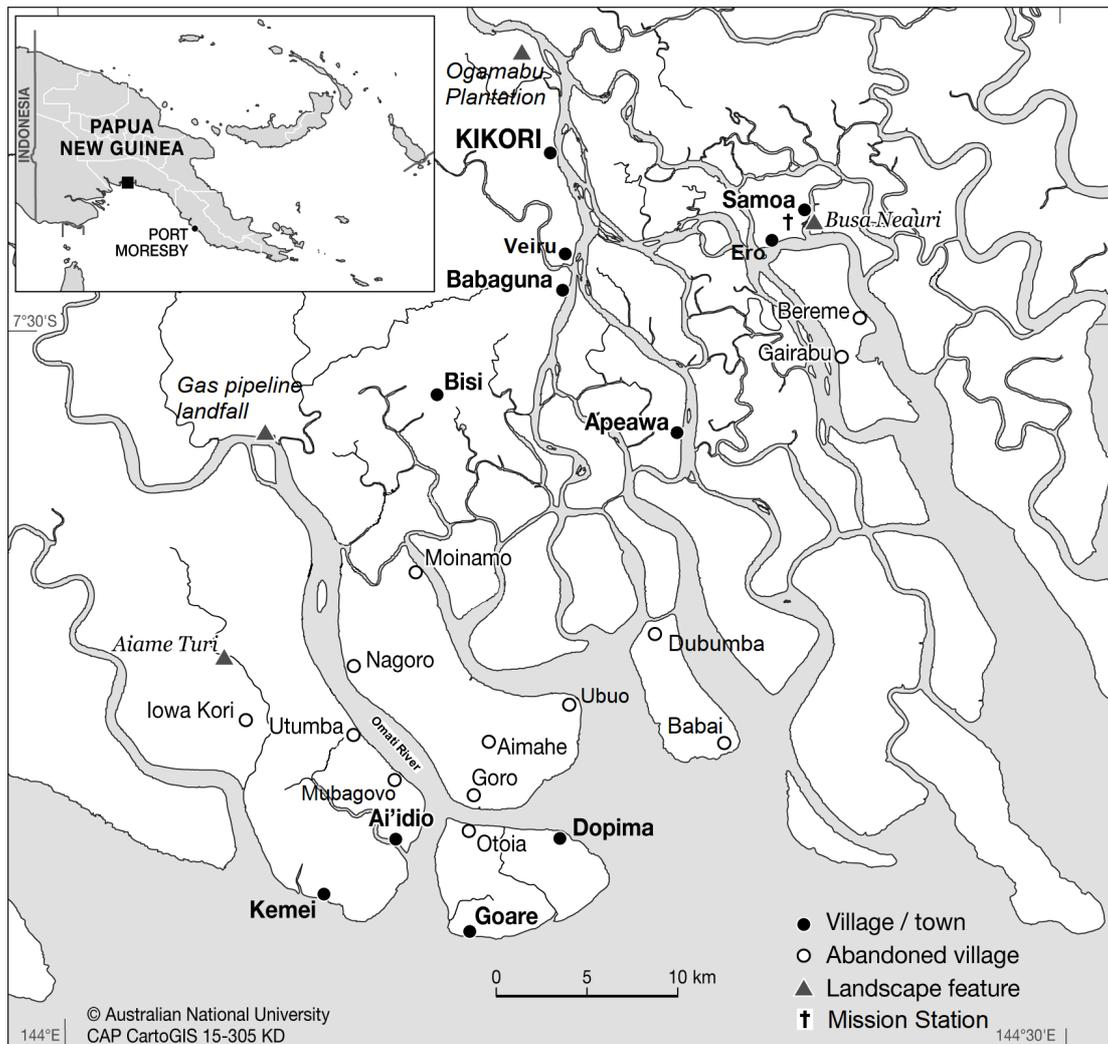 Ogamabu
Plantation
INDONESIA
PAPUA
NEW GUINEA
KIKORI
PORT
MORESBY
Samoa
Busa Neauri
Veiru
Ero
Babaguna
Bereme
7°30'S
Gairabu
Gas pipeline
landfall
Bisi
Apeawa
Moinamo
Aiame Turi
Dubumba
Nagoro
Ubuo
Iowa Kori
Utumba
Omati River
Babai
Aimahe
Goro
Mubagovo
Ai'idio
Dopima
Otoia
Kemei
Goare
Village / town
Abandoned village
Landscape feature
Mission Station
0 5 10 km
© Australian National University
CAP CartoGIS 15-305 KD
144°E
144°30'E